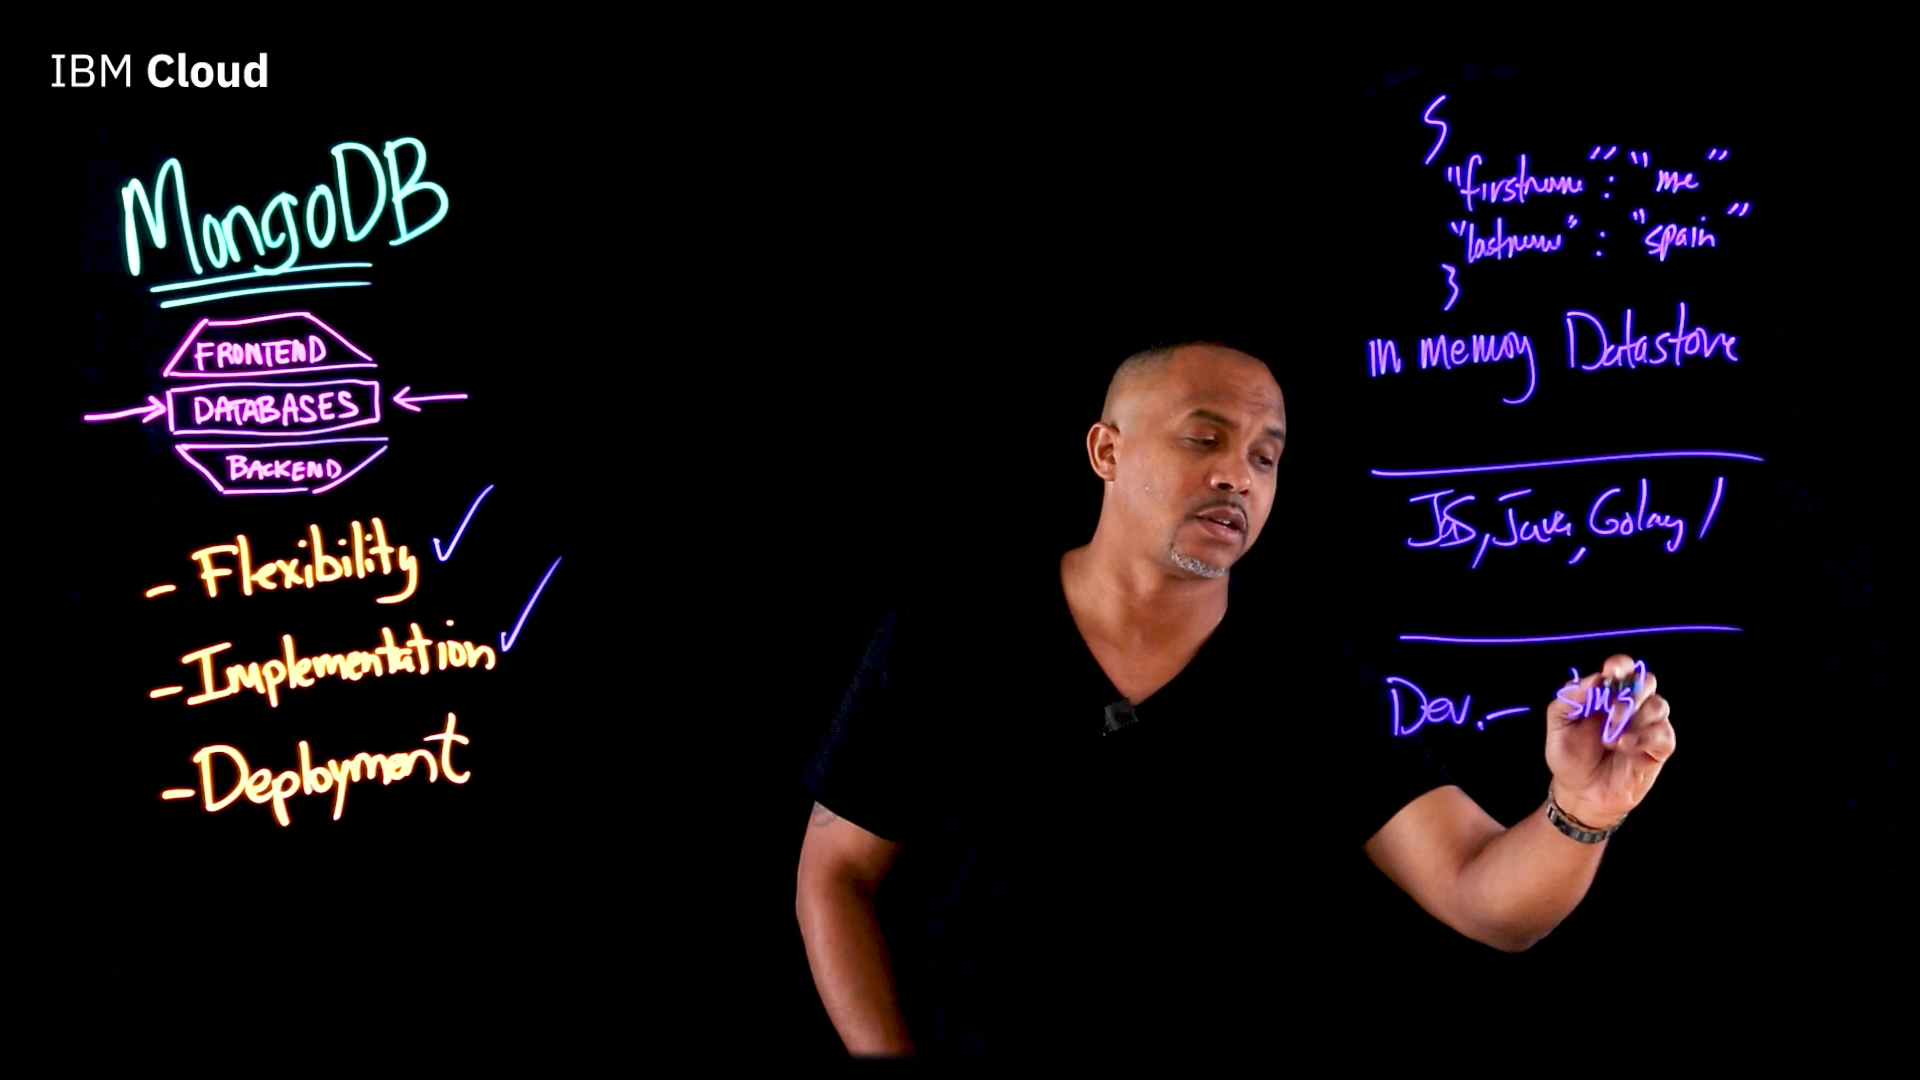 IBM Cloud
MongoDB
FRONTEND
DATABASES
BACKEND
- Flexibility ✓
- Implementation ✓
- Deployment
{
"firstname" : "me"
"lastname" : "spain"
}
in memory Datastore
JS, Java, Golang /
Dev. - Singl